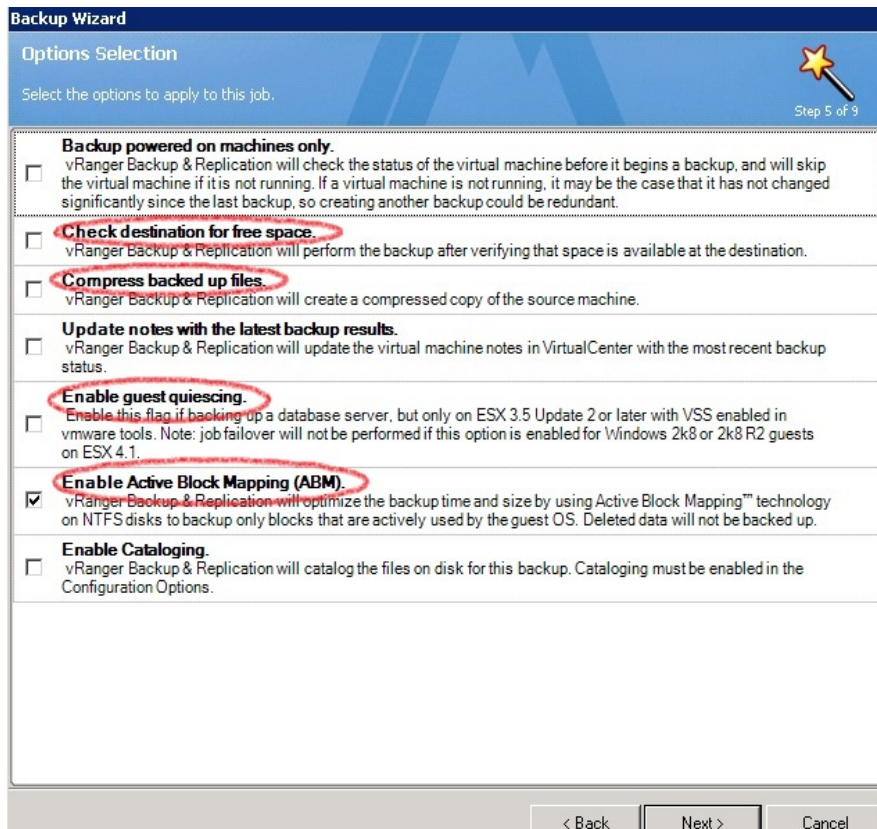 Backup Wizard
Options Selection
Select the options to apply to this job.
Step 5 of 9
Backup powered on machines only.
vRanger Backup & Replication will check the status of the virtual machine before it begins a backup, and will skip
the virtual machine if it is not running. If a virtual machine is not running, it may be the case that it has not changed
significantly since the last backup, so creating another backup could be redundant.
Check destination for free space.
vRanger Backup & Replication will perform the backup after verifying that space is available at the destination.
Compress backed up files.
vRanger Backup & Replication will create a compressed copy of the source machine.
Update notes with the latest backup results.
vRanger Backup & Replication will update the virtual machine notes in VirtualCenter with the most recent backup
status.
Enable guest quiescing.
Enable this flag if backing up a database server, but only on ESX 3.5 Update 2 or later with VSS enabled in
vmware tools. Note: job failover will not be performed if this option is enabled for Windows 2k8 or 2k8 R2 guests
on ESX 4.1.
Enable Active Block Mapping (ABM).
vRanger Backup & Replication will optimize the backup time and size by using Active Block Mapping™ technology
on NTFS disks to backup only blocks that are actively used by the guest OS. Deleted data will not be backed up.
Enable Cataloging.
vRanger Backup & Replication will catalog the files on disk for this backup. Cataloging must be enabled in the
Configuration Options.
< Back Next > Cancel